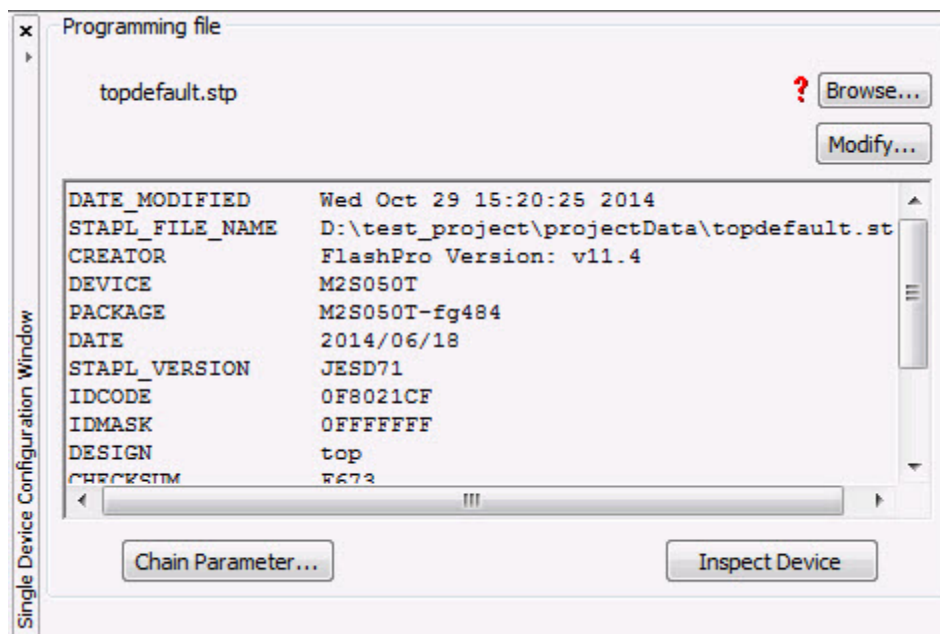 Programming file
topdefault.stp
? Browse...
Modify...
DATE_MODIFIED Wed Oct 29 15:20:25 2014
STAPL_FILE_NAME D:\test_project\projectData\topdefault.st
CREATOR FlashPro Version: v11.4
DEVICE M2S050T
PACKAGE M2S050T-fg484
DATE 2014/06/18
STAPL_VERSION JESD71
IDCODE 0F8021CF
IDMASK 0FFFFFFF
DESIGN top
CHECKSUM F673
Chain Parameter... Inspect Device
Single Device Configuration Window